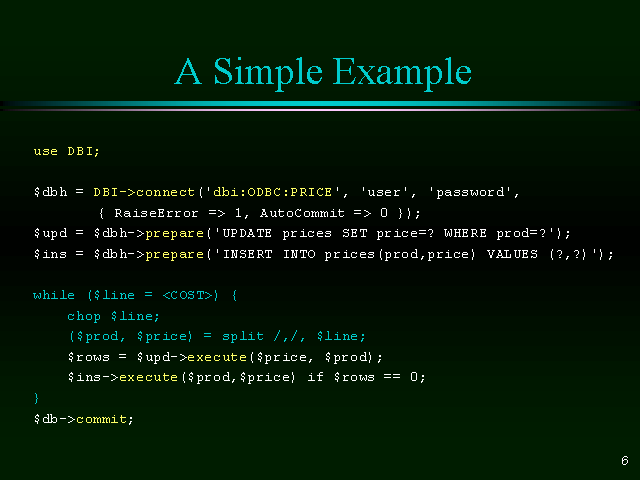 A Simple Example
use DBI;
$dbh = DBI->connect('dbi:ODBC:PRICE', 'user', 'password',
{ RaiseError => 1, AutoCommit => 0 });
$upd = $dbh->prepare('UPDATE prices SET price=? WHERE prod=?');
$ins = $dbh->prepare('INSERT INTO prices(prod,price) VALUES (?,?)');
while ($line = <COST>) {
chop $line;
($prod, $price) = split /,/, $line;
$rows = $upd->execute($price, $prod);
$ins->execute($prod,$price) if $rows == 0;
}
$db->commit;
6